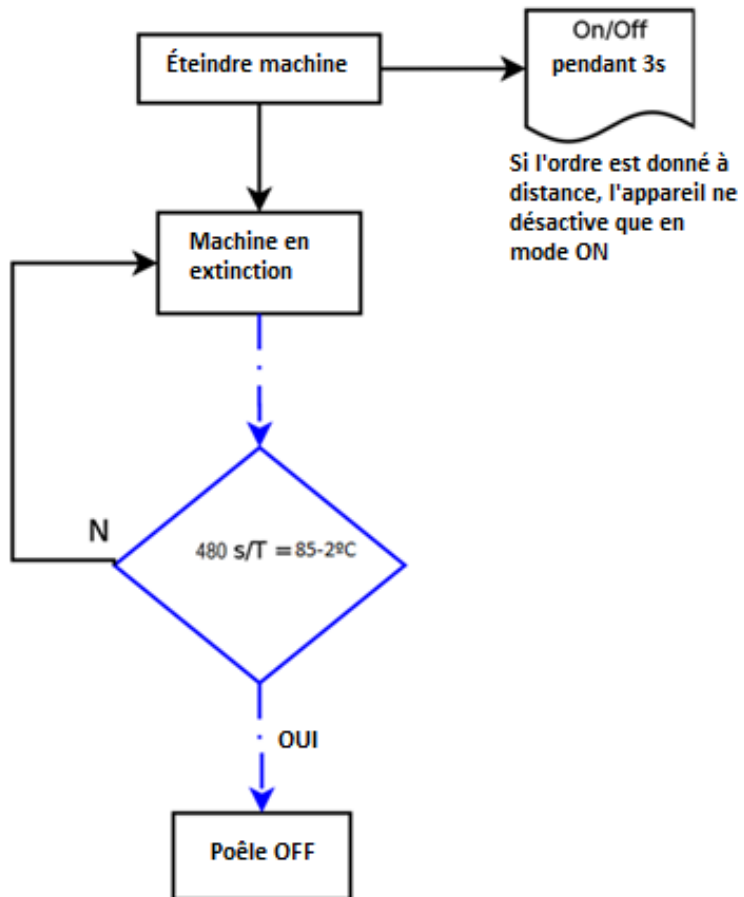 Éteindre machine
On/Off
pendant 3s
Si l'ordre est donné à
distance, l'appareil ne
désactive que en
mode ON
Machine en
extinction
N
480 s/T = 85-2ºC
OUI
Poêle OFF